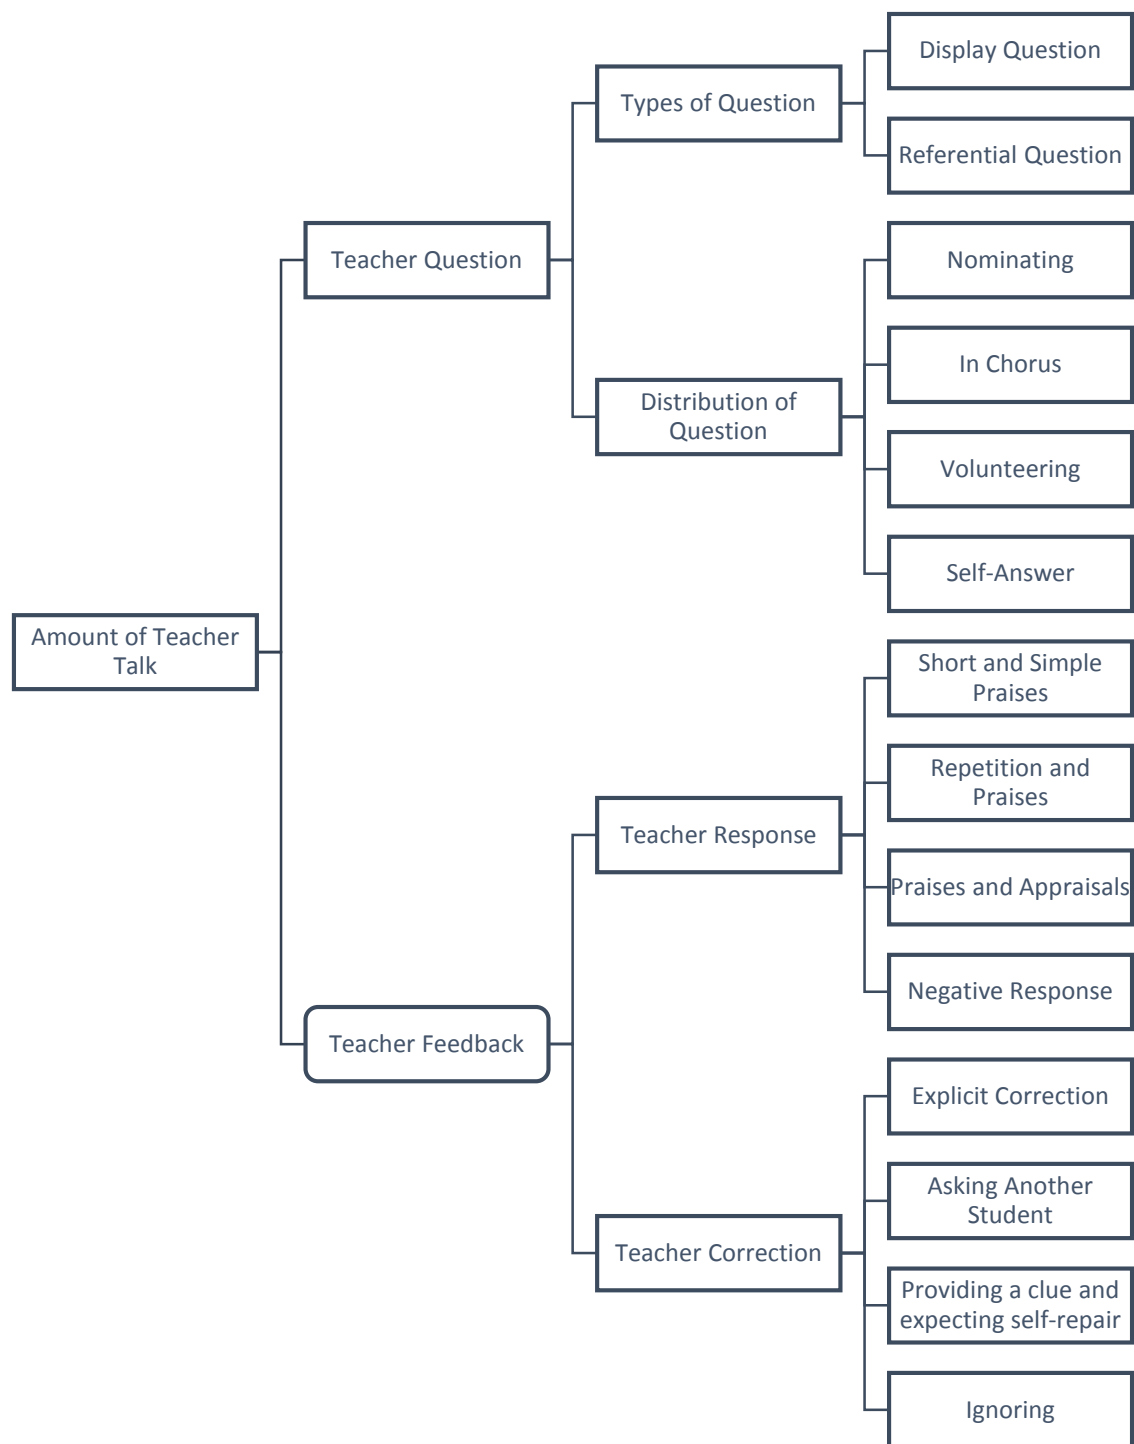 Display Question
Types of Question
Referential Question
Teacher Question
Nominating
In Chorus
Distribution of
Question
Volunteering
Self-Answer
Amount of Teacher
Talk
Short and Simple
Praises
Repetition and
Praises
Teacher Response
Praises and Appraisals
Negative Response
Teacher Feedback
Explicit Correction
Asking Another
Student
Teacher Correction
Providing a clue and
expecting self-repair
Ignoring